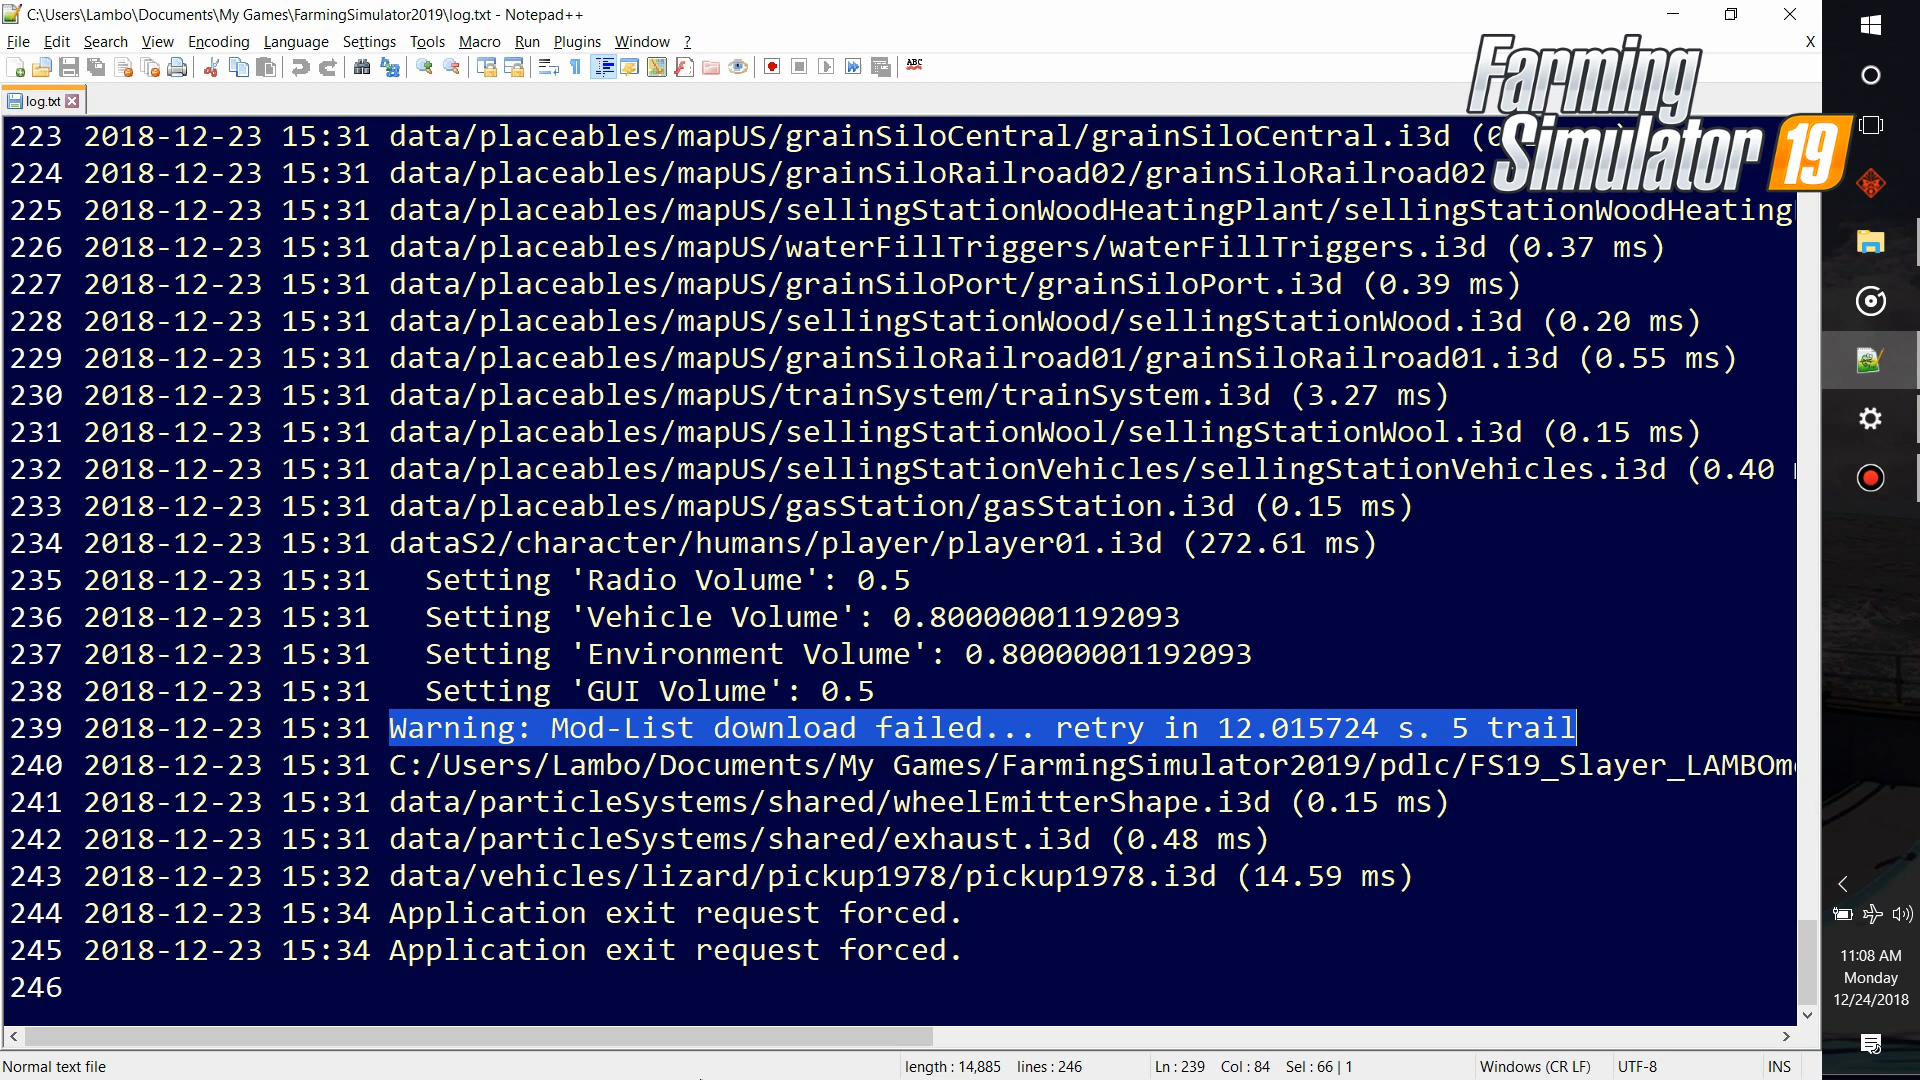 C:\Users\Lambo\Documents\My Games\FarmingSimulator2019\log.txt - Notepad++
File Edit Search View Encoding Language Settings Tools Macro Run Plugins Window ? X
ABC
Farming
Simulator 19
log.txt
223 2018-12-23 15:31 data/placeables/mapUS/grainSiloCentral/grainSiloCentral.i3d (0
224 2018-12-23 15:31 data/placeables/mapUS/grainSiloRailroad02/grainSiloRailroad02
225 2018-12-23 15:31 data/placeables/mapUS/sellingStationWoodHeatingPlant/sellingStationWoodHeating
226 2018-12-23 15:31 data/placeables/mapUS/waterFillTriggers/waterFillTriggers.i3d (0.37 ms)
227 2018-12-23 15:31 data/placeables/mapUS/grainSiloPort/grainSiloPort.i3d (0.39 ms)
228 2018-12-23 15:31 data/placeables/mapUS/sellingStationWood/sellingStationWood.i3d (0.20 ms)
229 2018-12-23 15:31 data/placeables/mapUS/grainSiloRailroad01/grainSiloRailroad01.i3d (0.55 ms)
230 2018-12-23 15:31 data/placeables/mapUS/trainSystem/trainSystem.i3d (3.27 ms)
231 2018-12-23 15:31 data/placeables/mapUS/sellingStationWool/sellingStationWool.i3d (0.15 ms)
232 2018-12-23 15:31 data/placeables/mapUS/sellingStationVehicles/sellingStationVehicles.i3d (0.40
233 2018-12-23 15:31 data/placeables/mapUS/gasStation/gasStation.i3d (0.15 ms)
234 2018-12-23 15:31 dataS2/character/humans/player/player01.i3d (272.61 ms)
235 2018-12-23 15:31 Setting 'Radio Volume': 0.5
236 2018-12-23 15:31 Setting 'Vehicle Volume': 0.80000001192093
237 2018-12-23 15:31 Setting 'Environment Volume': 0.80000001192093
238 2018-12-23 15:31 Setting 'GUI Volume': 0.5
239 2018-12-23 15:31 Warning: Mod-List download failed... retry in 12.015724 s. 5 trail
240 2018-12-23 15:31 C:/Users/Lambo/Documents/My Games/FarmingSimulator2019/pdlc/FS19_Slayer_LAMBOm
241 2018-12-23 15:31 data/particleSystems/shared/wheelEmitterShape.i3d (0.15 ms)
242 2018-12-23 15:31 data/particleSystems/shared/exhaust.i3d (0.48 ms)
243 2018-12-23 15:32 data/vehicles/lizard/pickup1978/pickup1978.i3d (14.59 ms)
244 2018-12-23 15:34 Application exit request forced.
245 2018-12-23 15:34 Application exit request forced.
246
11:08 AM
Monday
12/24/2018
Normal text file length : 14,885 lines : 246 Ln : 239 Col : 84 Sel : 66 | 1 Windows (CR LF) UTF-8 INS